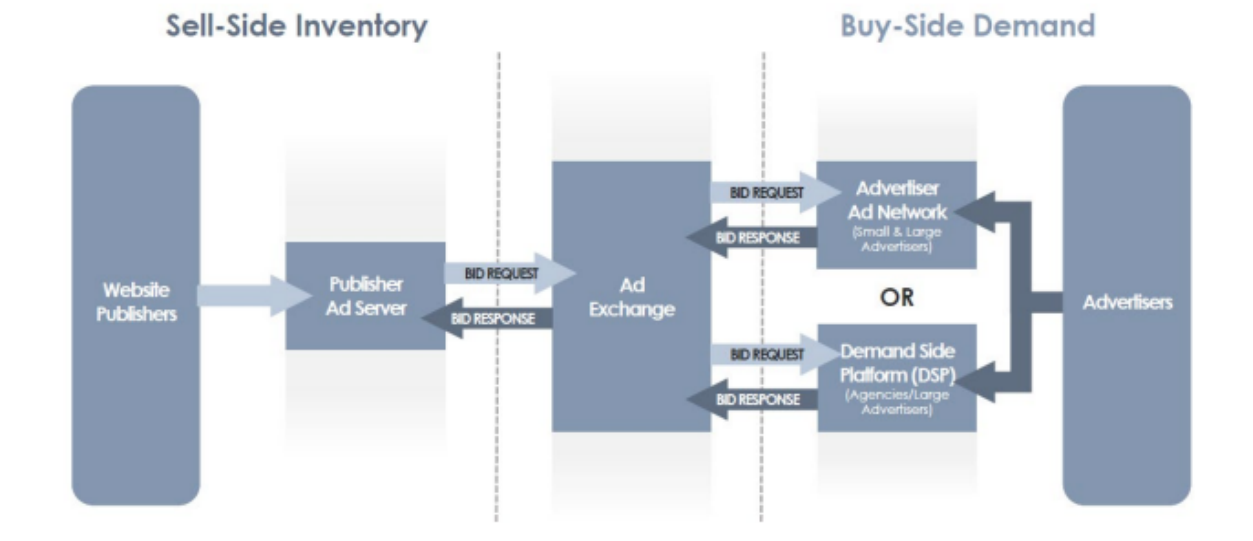 Sell-Side Inventory
Buy-Side Demand
Website
Publishers
Publisher
Ad Server
BID REQUEST
BID RESPONSE
Ad
Exchange
BID REQUEST
BID RESPONSE
Advertiser
Ad Network
(Small & Large
Advertisers)
OR
BID REQUEST
BID RESPONSE
Demand Side
Platform (DSP)
(Agencies/Large
Advertisers)
Advertisers